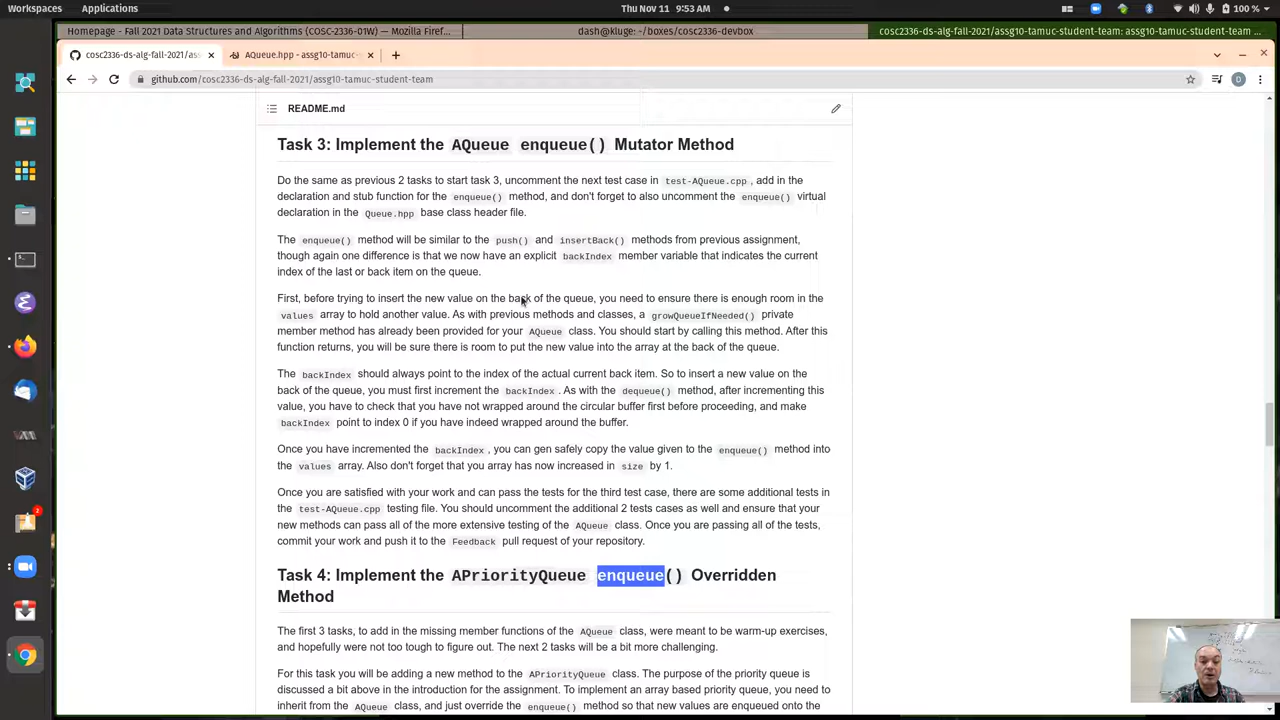 Workspaces
Applications
Thu Nov 11 9:53 AM
100 %
Homepage - Fall 2021 Data Structures and Algorithms (COSC-2336-01W) — Mozilla Firef...
dash@kluge: ~/boxes/cosc2336-devbox
cosc2336-ds-alg-fall-2021/assg10-tamuc-student-team: assg10-tamuc-student-team ...
cosc2336-ds-alg-fall-2021/as
AQueue.hpp - assg10-tamuc-
github.com/cosc2336-ds-alg-fall-2021/assg10-tamuc-student-team
D
README.md
Task 3: Implement the AQueue enqueue() Mutator Method
Do the same as previous 2 tasks to start task 3, uncomment the next test case in test-AQueue.cpp, add in the
declaration and stub function for the enqueue() method, and don't forget to also uncomment the enqueue() virtual
declaration in the Queue.hpp base class header file.
The enqueue() method will be similar to the push() and insertBack() methods from previous assignment,
though again one difference is that we now have an explicit backIndex member variable that indicates the current
index of the last or back item on the queue.
First, before trying to insert the new value on the back of the queue, you need to ensure there is enough room in the
values array to hold another value. As with previous methods and classes, a growQueueIfNeeded() private
member method has already been provided for your AQueue class. You should start by calling this method. After this
function returns, you will be sure there is room to put the new value into the array at the back of the queue.
The backIndex should always point to the index of the actual current back item. So to insert a new value on the
back of the queue, you must first increment the backIndex. As with the dequeue() method, after incrementing this
value, you have to check that you have not wrapped around the circular buffer first before proceeding, and make
backIndex point to index 0 if you have indeed wrapped around the buffer.
Once you have incremented the backIndex, you can gen safely copy the value given to the enqueue() method into
the values array. Also don't forget that you array has now increased in size by 1.
Once you are satisfied with your work and can pass the tests for the third test case, there are some additional tests in
the test-AQueue.cpp testing file. You should uncomment the additional 2 tests cases as well and ensure that your
new methods can pass all of the more extensive testing of the AQueue class. Once you are passing all of the tests,
commit your work and push it to the Feedback pull request of your repository.
Task 4: Implement the APriorityQueue enqueue() Overridden
Method
The first 3 tasks, to add in the missing member functions of the AQueue class, were meant to be warm-up exercises,
and hopefully were not too tough to figure out. The next 2 tasks will be a bit more challenging.
For this task you will be adding a new method to the APriorityQueue class. The purpose of the priority queue is
discussed a bit above in the introduction for the assignment. To implement an array based priority queue, you need to
inherit from the AQueue class, and just override the enqueue() method so that new values are enqueued onto the